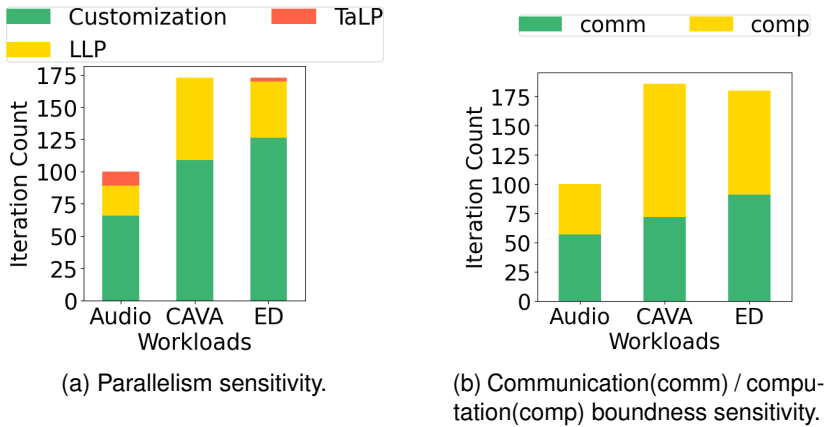 Customization
TaLP
LLP
175
150
125
100
75
50
25
0
Iteration Count
Audio
CAVA
ED
Workloads
(a) Parallelism sensitivity.
comm
comp
175
150
125
100
75
50
25
0
Iteration Count
Audio
CAVA
ED
Workloads
(b) Communication(comm) / compu-
tation(comp) boundness sensitivity.